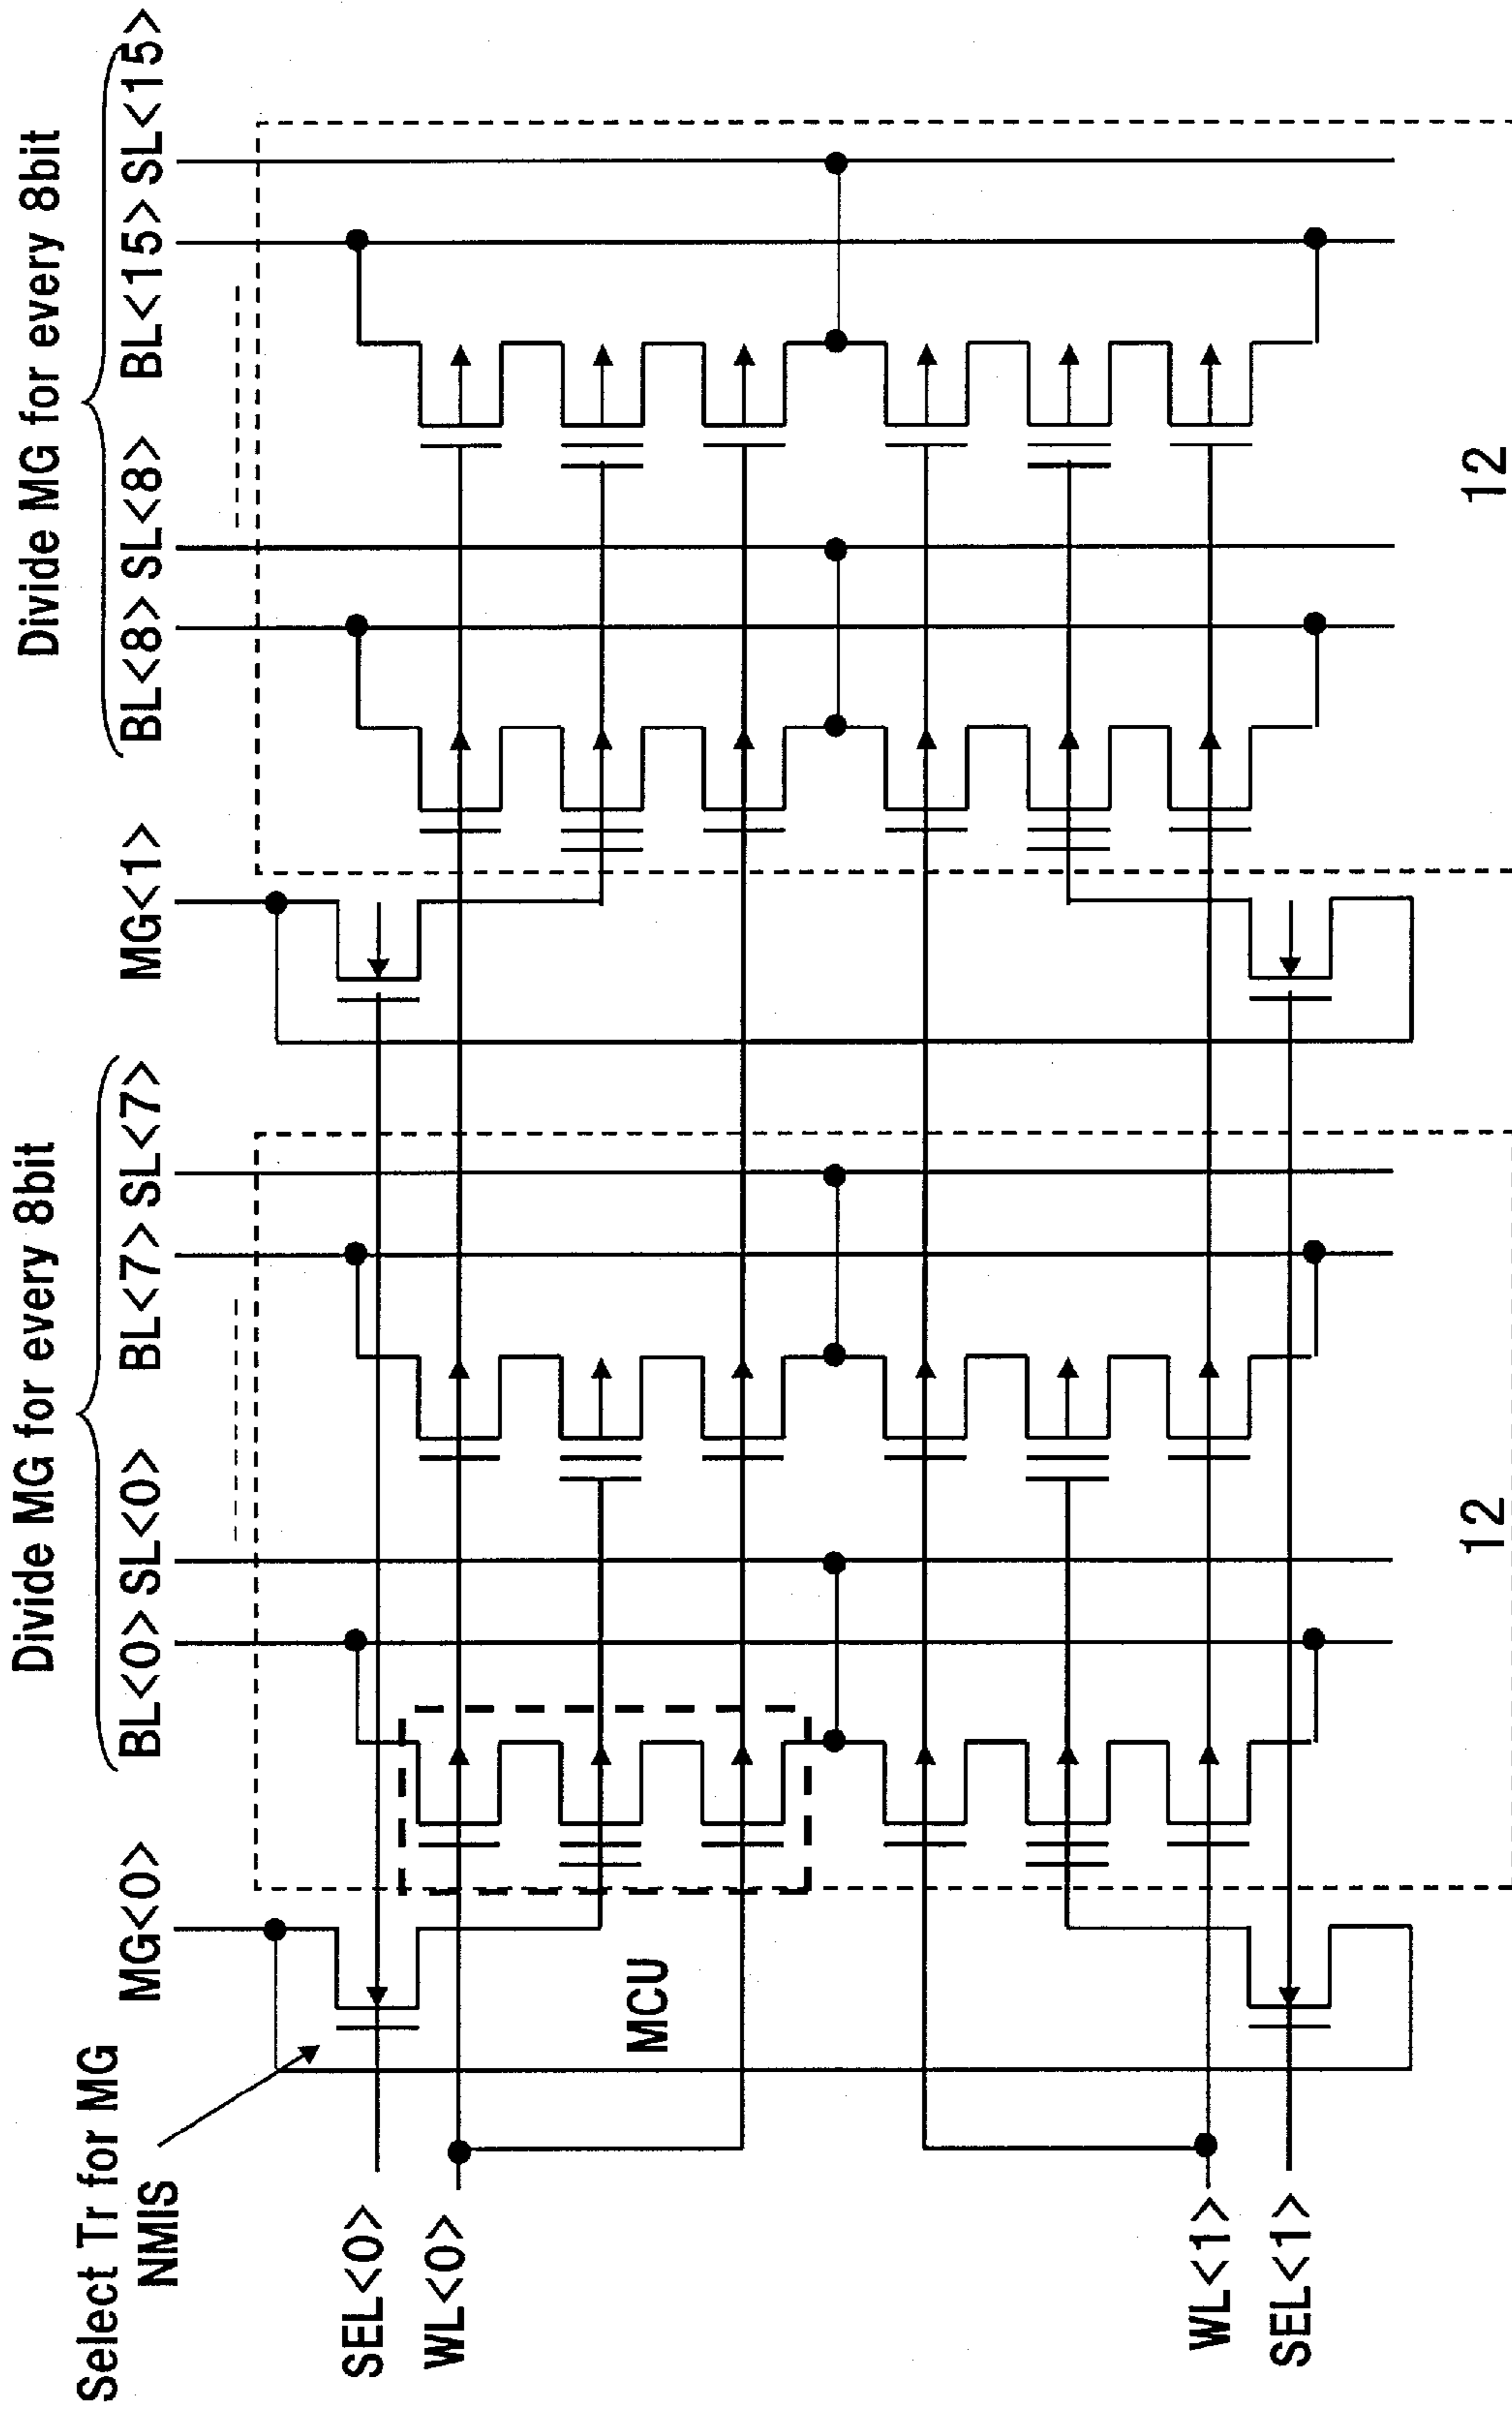 Divide MG for every 8bit
Divide MG for every 8bit
Select Tr for MG
NMIS
MG<0>
BL<0>
SL<0>
BL<7>
SL<7>
MG<1>
BL<8>
SL<8>
BL<15>
SL<15>
SEL<0>
WL<0>
MCU
WL<1>
SEL<1>
12
12